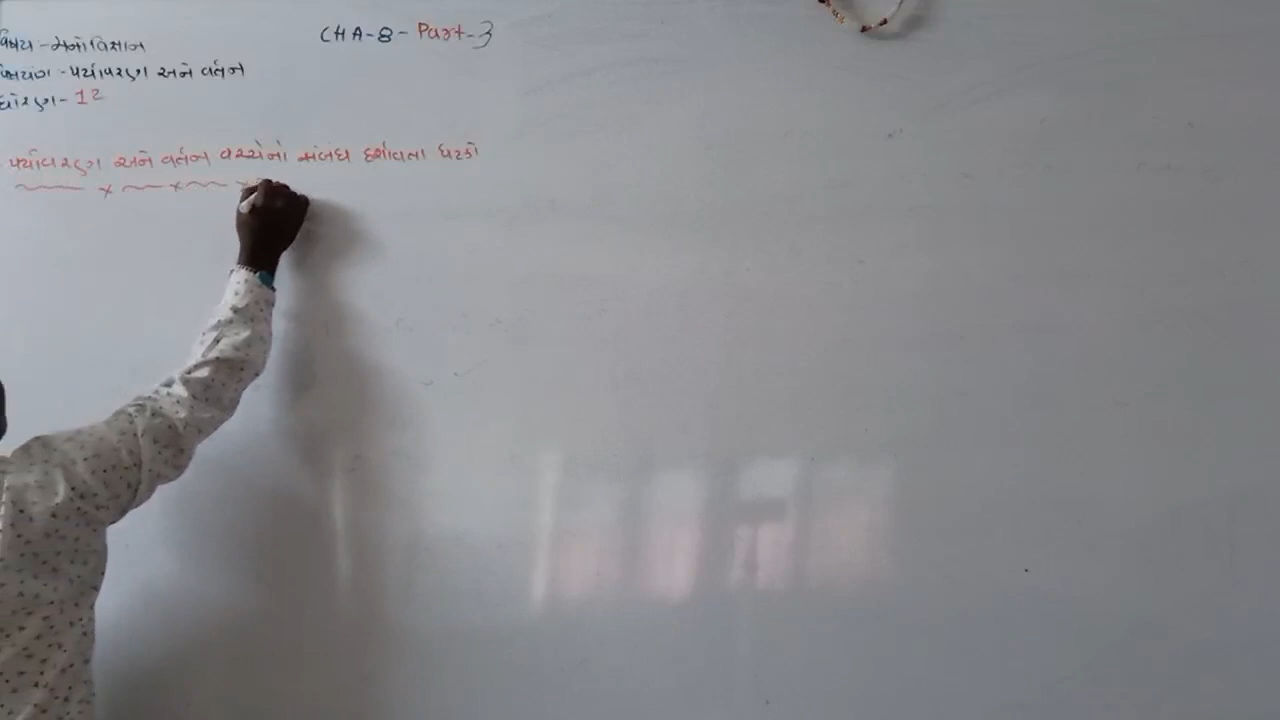 વિષય - મનોવિજ્ઞાન
CHA-8- Part-3
પર્યાવરણ અને વર્તન
ધોરણ - 12
પર્યાવરણ અને વર્તન વચ્ચેનો સંબંધ દર્શાવતા ઘટકો